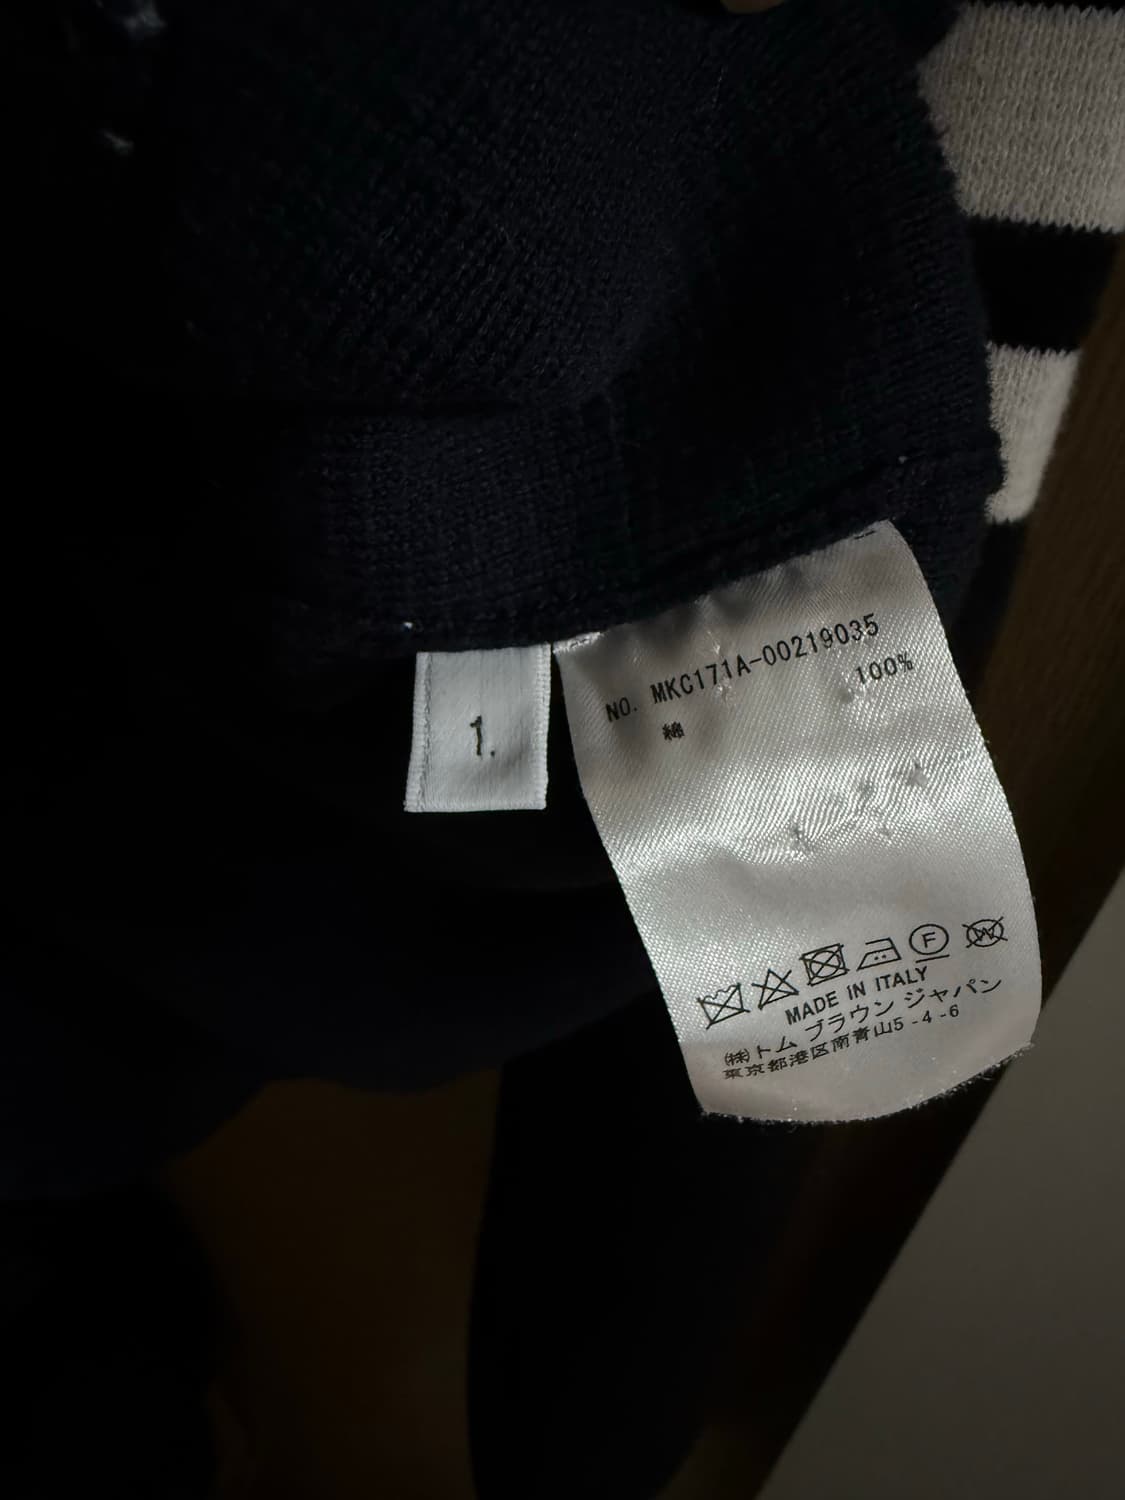 1.
NO. MKC171A-00219035
綿 100%
F
W
MADE IN ITALY
㈱トム ブラウン ジャパン
東京都港区南青山5-4-6